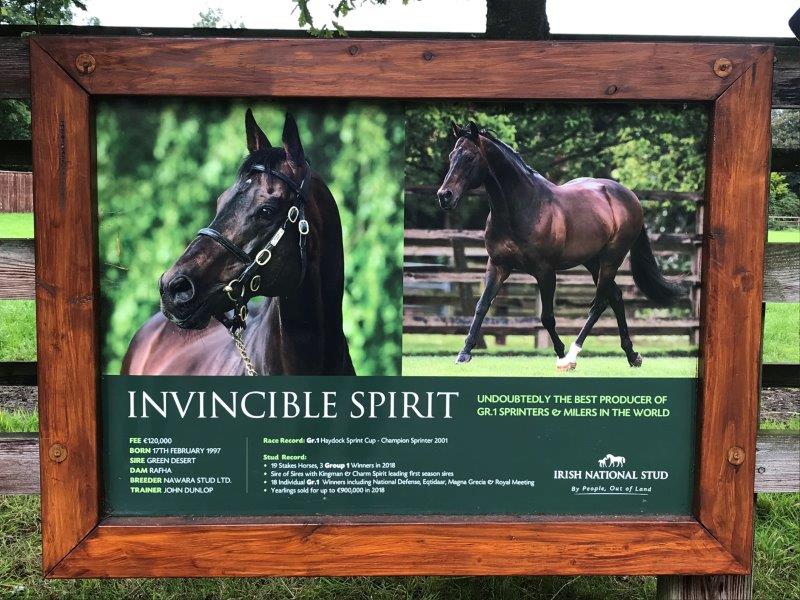 INVINCIBLE SPIRIT
UNDOUBTEDLY THE BEST PRODUCER OF
GR.1 SPRINTERS & MILERS IN THE WORLD
FEE €120,000
BORN 17TH FEBRUARY 1997
SIRE GREEN DESERT
DAM RAFHA
BREEDER NAWARA STUD LTD.
TRAINER JOHN DUNLOP
Race Record: Gr.1 Haydock Sprint Cup - Champion Sprinter 2001
Stud Record:
• 19 Stakes Horses, 3 Group 1 Winners in 2018
• Sire of Sires with Kingman & Charm Spirit leading first season sires
• 18 Individual Gr.1 Winners including National Defense, Eqtidaar, Magna Grecia & Royal Meeting
• Yearlings sold for up to €900,000 in 2018
IRISH NATIONAL STUD
By People, Out of Land